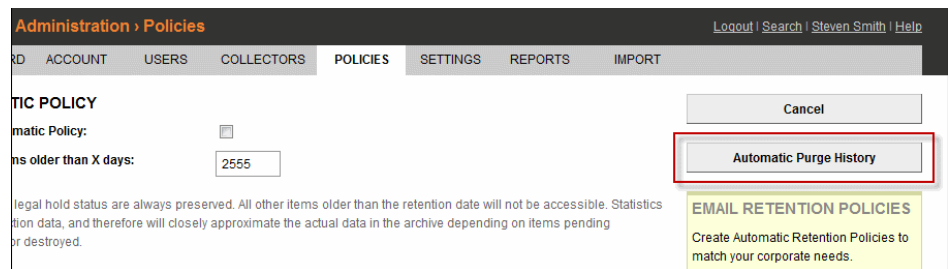 Administration › Policies
Logout | Search | Steven Smith | Help
RD ACCOUNT USERS COLLECTORS POLICIES SETTINGS REPORTS IMPORT
TIC POLICY
Cancel
matic Policy:
ms older than X days:
2555
Automatic Purge History
legal hold status are always preserved. All other items older than the retention date will not be accessible. Statistics
tion data, and therefore will closely approximate the actual data in the archive depending on items pending
or destroyed.
EMAIL RETENTION POLICIES
Create Automatic Retention Policies to
match your corporate needs.